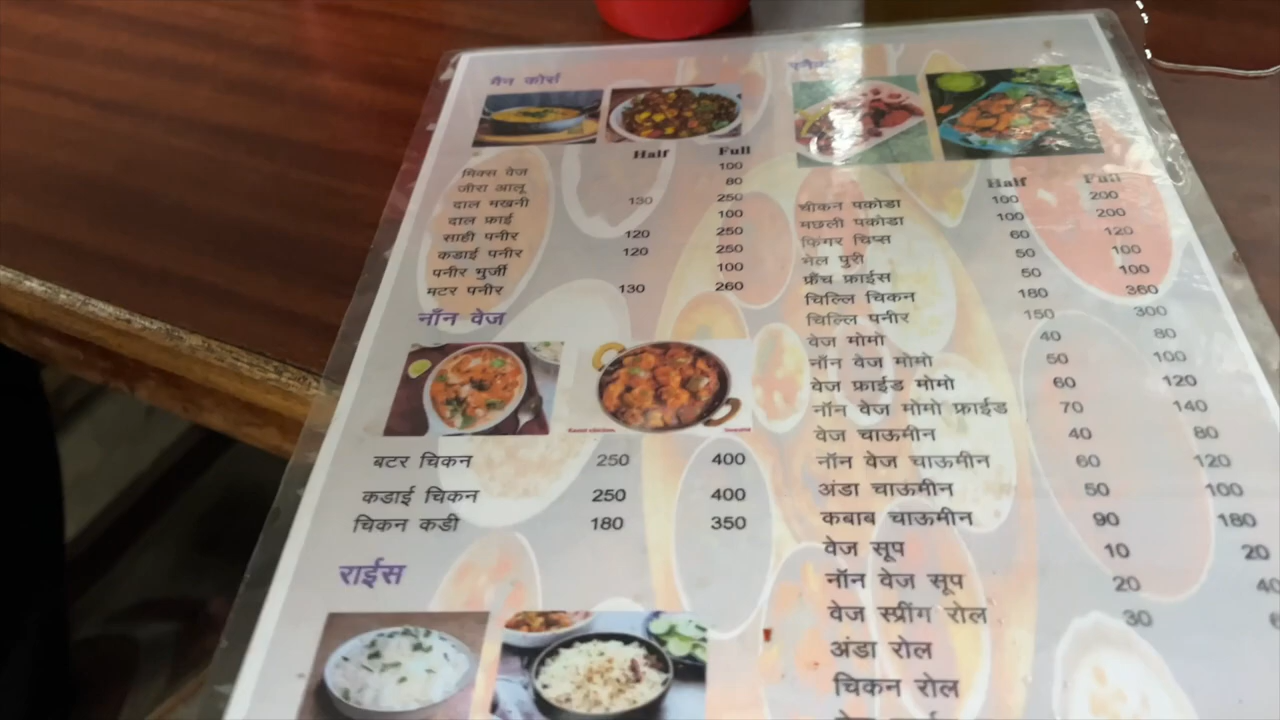 मैन कोर्स
Half Full
मिक्स वेज 100
जीरा आलू 80
दाल मखनी 130 250
दाल फ्राई 100
साही पनीर 120 250
कडाई पनीर 120 250
पनीर भुर्जी 100
मटर पनीर 130 260
नॉन वेज
बटर चिकन 250 400
कडाई चिकन 250 400
चिकन कडी 180 350
राईस
Half Full
चीकन पकोडा 100 200
मछली पकोडा 100 200
फिंगर चिप्स 60 120
भेल पुरी 50 100
फ्रैंच फ्राईस 50 100
चिल्लि चिकन 180 360
चिल्लि पनीर 150 300
वेज मोमो 40 80
नॉन वेज मोमो 50 100
वेज फ्राईड मोमो 60 120
नॉन वेज मोमो फ्राईड 70 140
वेज चाऊमीन 40 80
नॉन वेज चाऊमीन 60 120
अंडा चाऊमीन 50 100
कबाब चाऊमीन 90 180
वेज सूप 10 20
नॉन वेज सूप 20
वेज स्प्रींग रोल 30
अंडा रोल
चिकन रोल